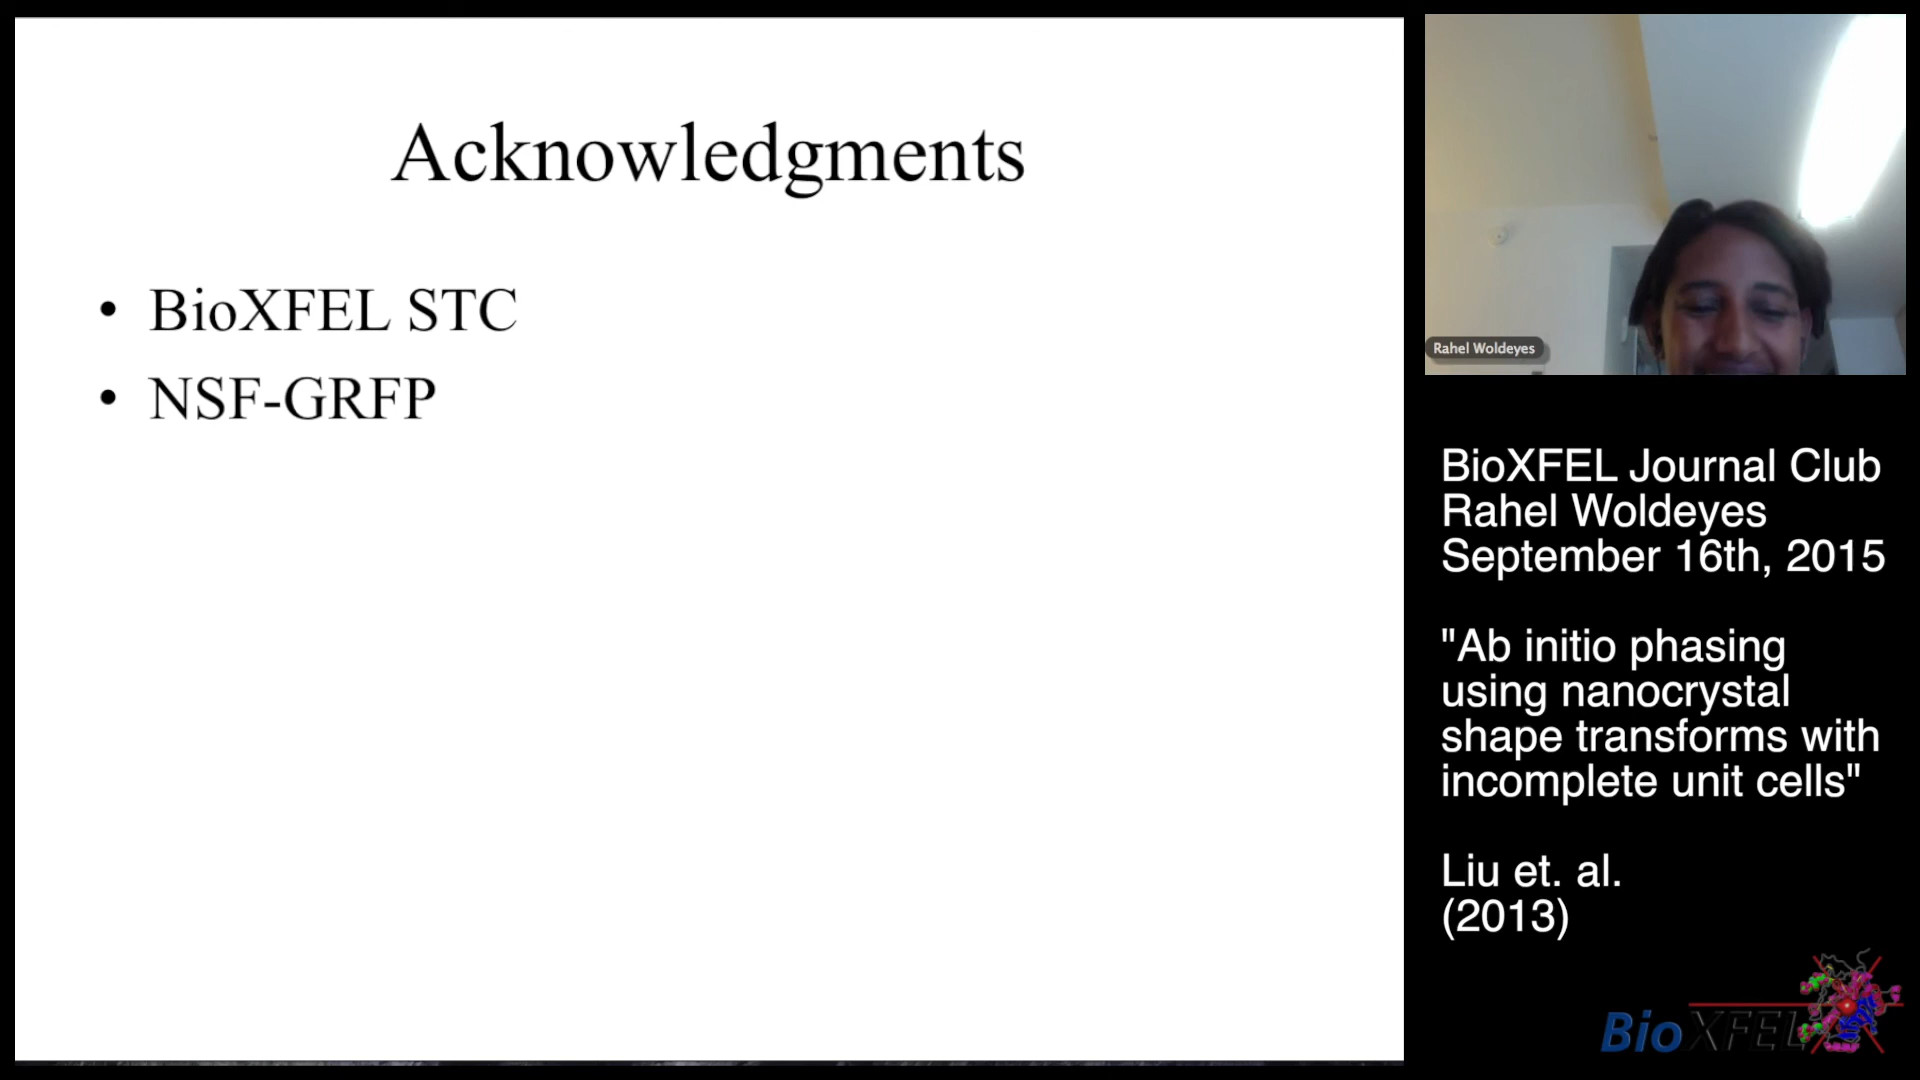 Acknowledgments
• BioXFEL STC
• NSF-GRFP
Rahel Woldeyes
BioXFEL Journal Club
Rahel Woldeyes
September 16th, 2015
"Ab initio phasing
using nanocrystal
shape transforms with
incomplete unit cells"
Liu et. al.
(2013)
BioXFEL